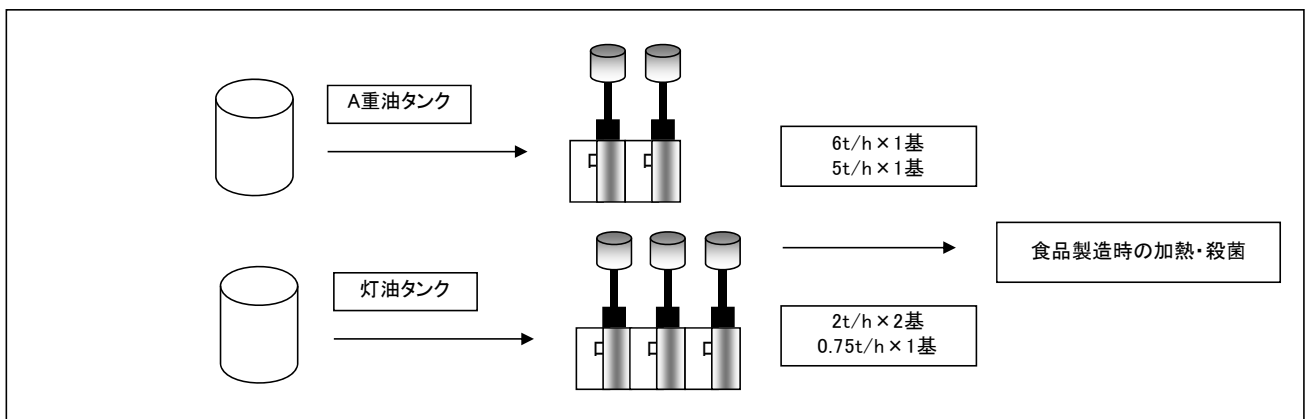 A重油タンク
6t/h×1基
5t/h×1基
食品製造時の加熱・殺菌
灯油タンク
2t/h×2基
0.75t/h×1基